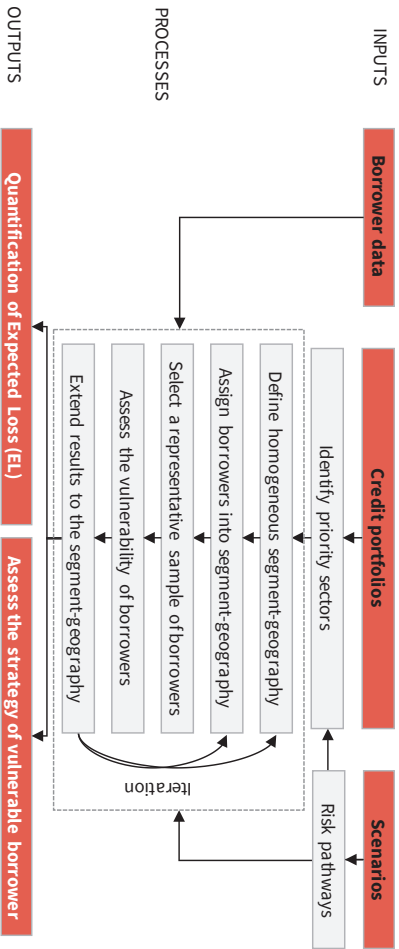 INPUTS
Borrower data
Credit portfolios
Scenarios
Identify priority sectors
Risk pathways
PROCESSES
Define homogeneous segment-geography
Assign borrowers into segment-geography
Select a representative sample of borrowers
Assess the vulnerability of borrowers
Extend results to the segment-geography
Iteration
OUTPUTS
Quantification of Expected Loss (EL)
Assess the strategy of vulnerable borrower